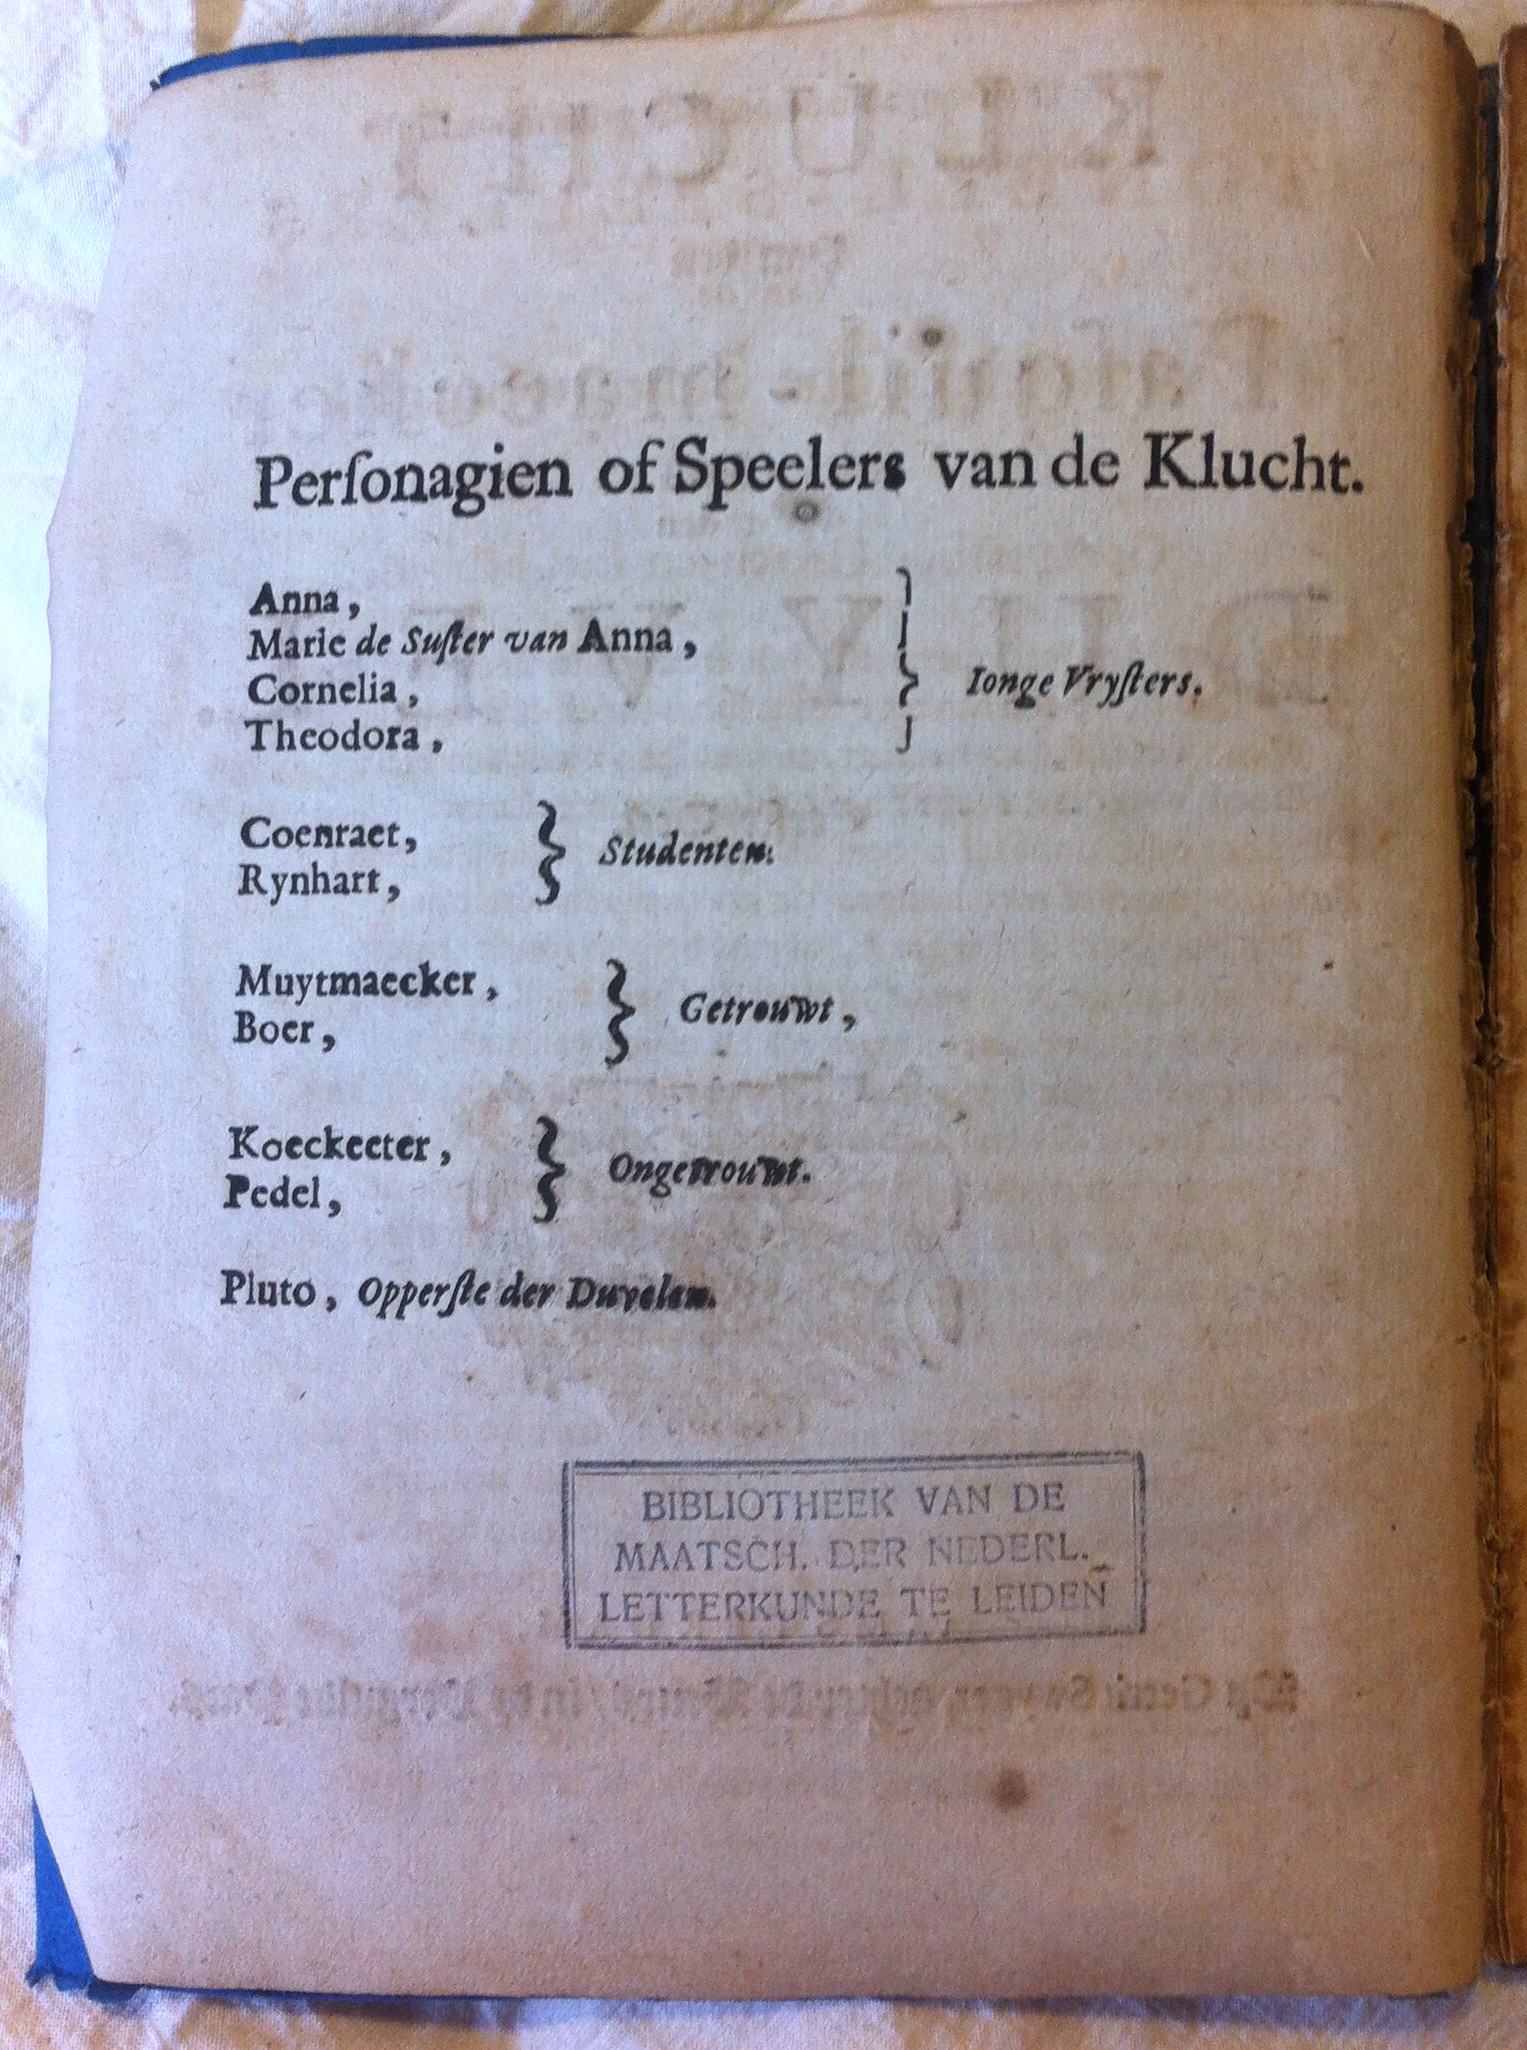 Perſonagien of Speelers van de Klucht.
Anna,
Marie de Suſter van Anna,
Cornelia,
Theodora,
Ionge Vryſters.
Coenraet,
Rynhart,
Studenten.
Muytmaecker,
Boer,
Getrouwt,
Koeckeeter,
Pedel,
Ongetrouwt.
Pluto, Opperſte der Duvelen.
BIBLIOTHEEK VAN DE
MAATSCH. DER NEDERL.
LETTERKUNDE TE LEIDEN